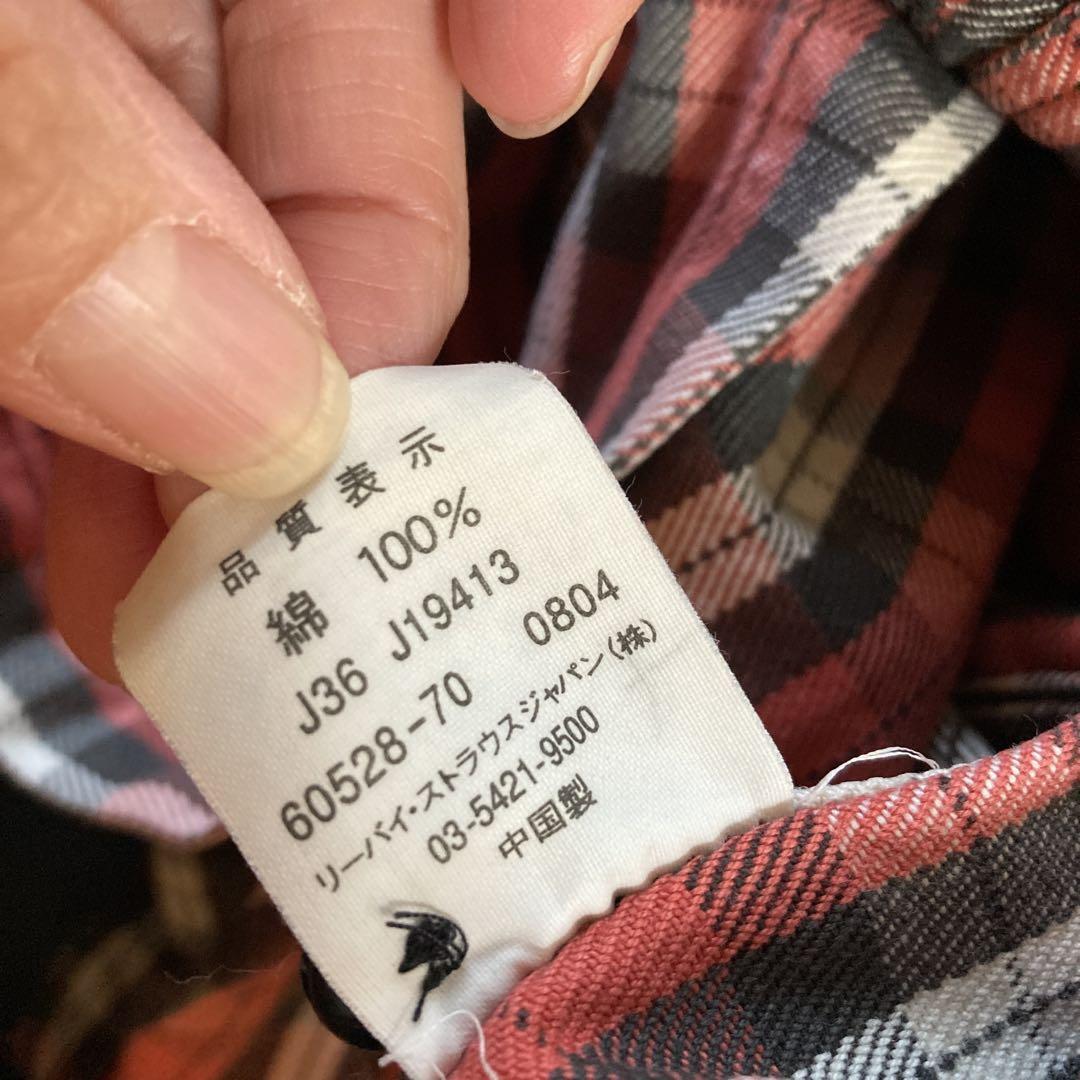 品質表示
綿 100%
J36 J19413
60528-70 0804
リーバイ・ストラウスジャパン(株)
03-5421-9500
中国製